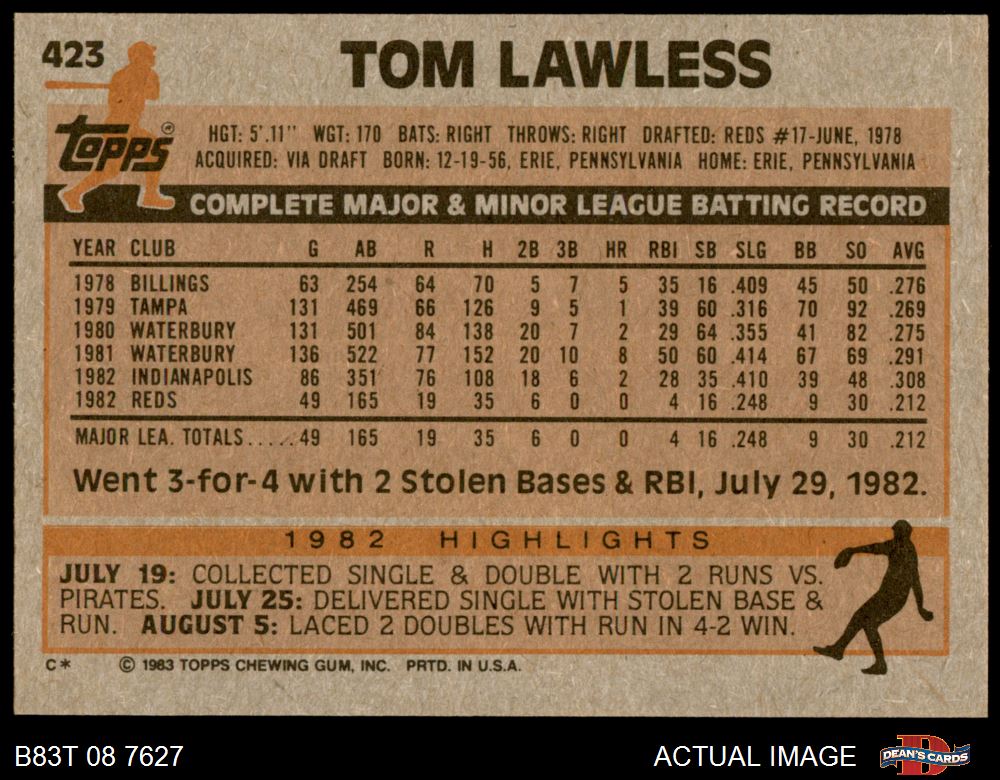 423
TOM LAWLESS
topps®
HGT: 5'.11" WGT: 170 BATS: RIGHT THROWS: RIGHT DRAFTED: REDS #17-JUNE, 1978
ACQUIRED: VIA DRAFT BORN: 12-19-56, ERIE, PENNSYLVANIA HOME: ERIE, PENNSYLVANIA
COMPLETE MAJOR & MINOR LEAGUE BATTING RECORD
YEAR CLUB G AB R H 2B 3B HR RBI SB SLG BB SO AVG
1978 BILLINGS 63 254 64 70 5 7 5 35 16 .409 45 50 .276
1979 TAMPA 131 469 66 126 9 5 1 39 60 .316 70 92 .269
1980 WATERBURY 131 501 84 138 20 7 2 29 64 .355 41 82 .275
1981 WATERBURY 136 522 77 152 20 10 8 50 60 .414 67 69 .291
1982 INDIANAPOLIS 86 351 76 108 18 6 2 28 35 .410 39 48 .308
1982 REDS 49 165 19 35 6 0 0 4 16 .248 9 30 .212
MAJOR LEA. TOTALS.....49 165 19 35 6 0 0 4 16 .248 9 30 .212
Went 3-for-4 with 2 Stolen Bases & RBI, July 29, 1982.
1982 HIGHLIGHTS
JULY 19: COLLECTED SINGLE & DOUBLE WITH 2 RUNS VS.
PIRATES. JULY 25: DELIVERED SINGLE WITH STOLEN BASE &
RUN. AUGUST 5: LACED 2 DOUBLES WITH RUN IN 4-2 WIN.
C* © 1983 TOPPS CHEWING GUM, INC. PRTD. IN U.S.A.
B83T 08 7627 ACTUAL IMAGE DEAN'S CARDS